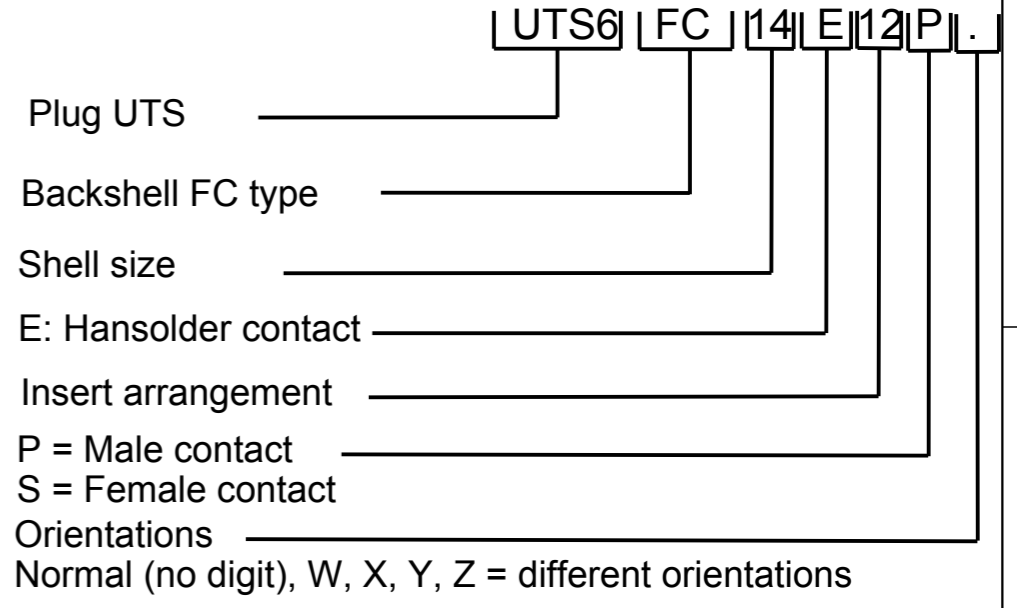 UTS6 FC 14 E 12 P .
Plug UTS
Backshell FC type
Shell size
E: Hansolder contact
Insert arrangement
P = Male contact
S = Female contact
Orientations
Normal (no digit), W, X, Y, Z = different orientations